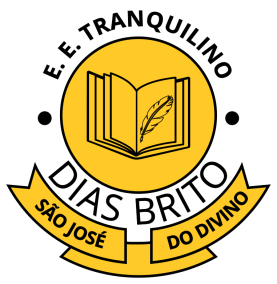 E. E. TRANQUILINO
DIAS BRITO
SÃO JOSÉ
DO DIVINO